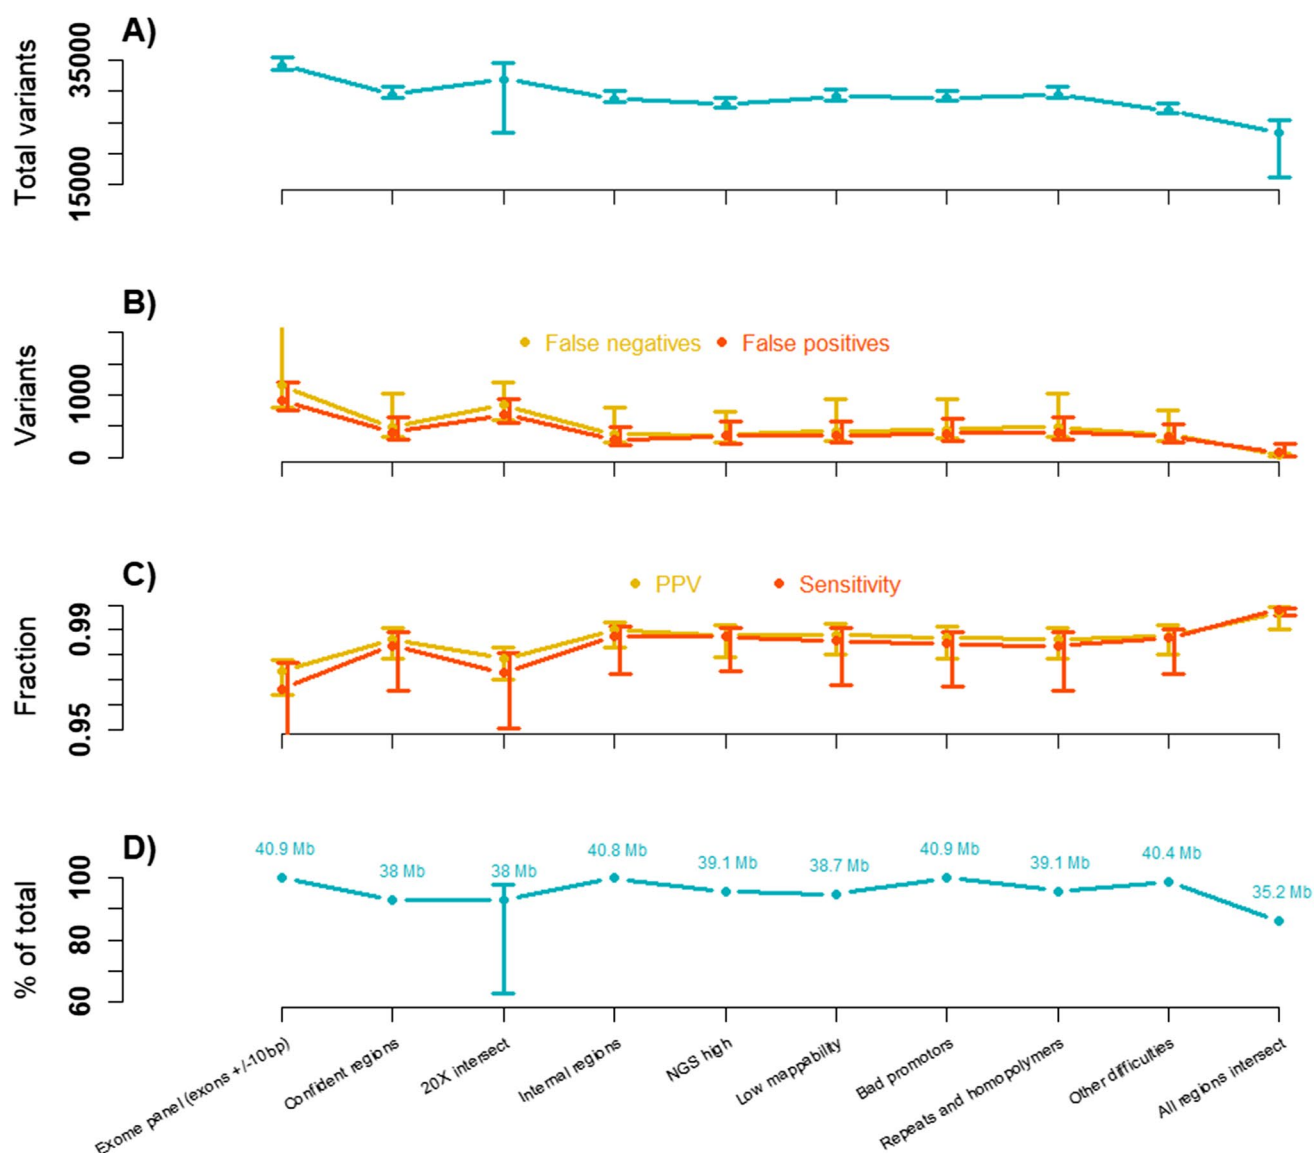 A)
Total variants
35000
15000
B)
Variants
1000
0
False negatives
False positives
C)
Fraction
0.99
0.95
PPV
Sensitivity
D)
% of total
100
80
60
40.9 Mb
38 Mb
38 Mb
40.8 Mb
39.1 Mb
38.7 Mb
40.9 Mb
39.1 Mb
40.4 Mb
35.2 Mb
Exome panel (exons +/-10bp)
Confident regions
20X intersect
Internal regions
NGS high
Low mappability
Bad promotors
Repeats and homopolymers
Other difficulties
All regions intersect